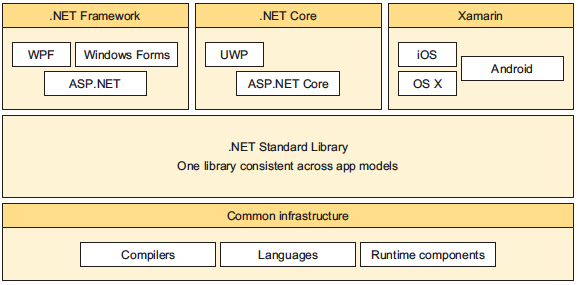 .NET Framework
WPF
Windows Forms
ASP.NET
.NET Core
UWP
ASP.NET Core
Xamarin
iOS
OS X
Android
.NET Standard Library
One library consistent across app models
Common infrastructure
Compilers
Languages
Runtime components